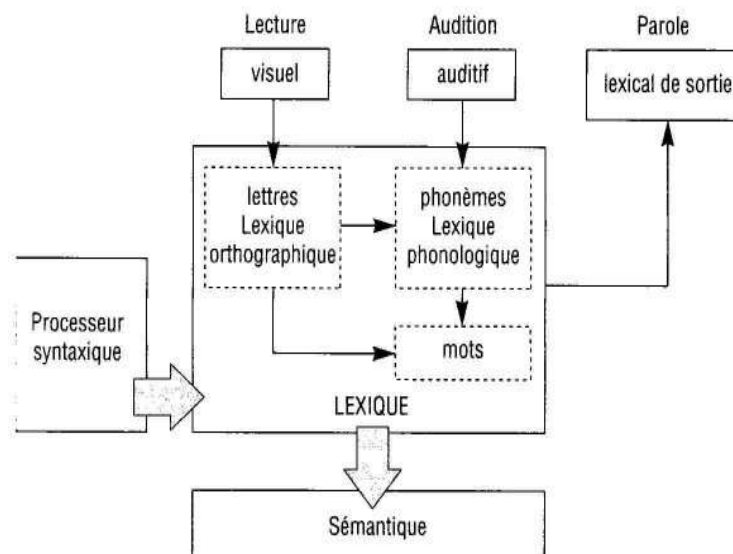 Lecture
Audition
Parole
visuel
auditif
lexical de sortie
lettres
Lexique
orthographique
phonèmes
Lexique
phonologique
Processeur
syntaxique
mots
LEXIQUE
Sémantique